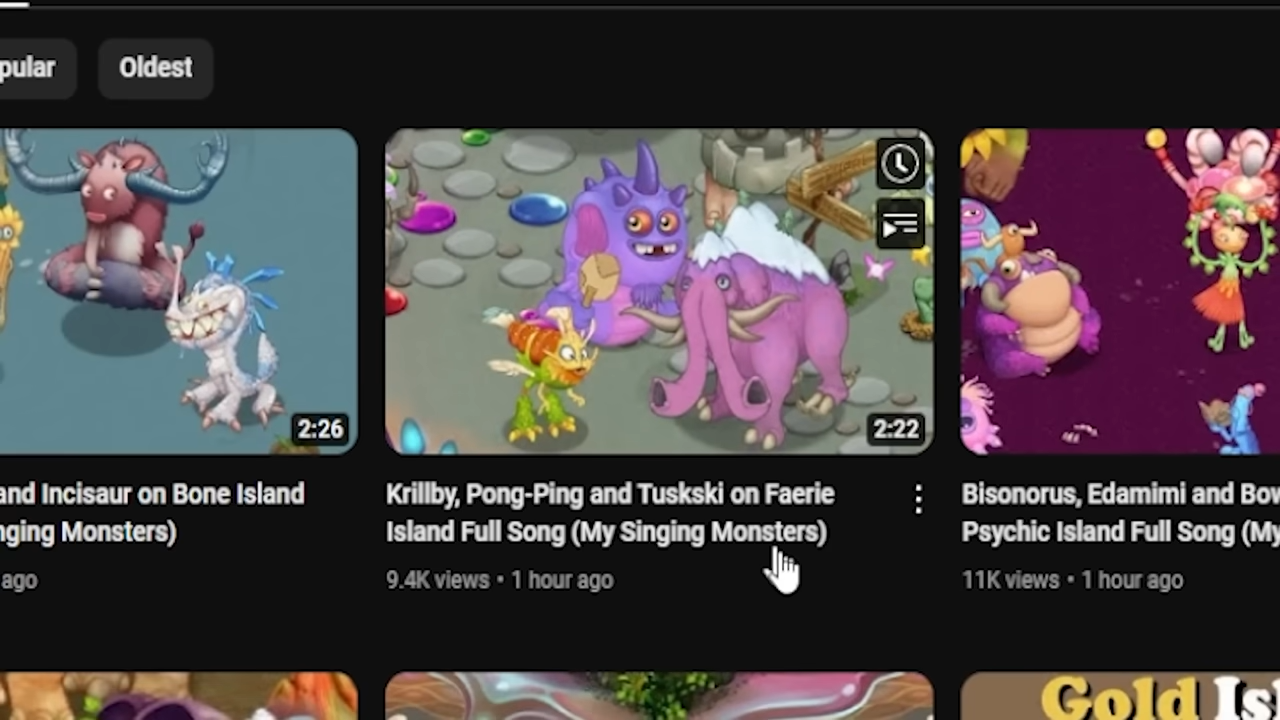 pular
Oldest
2:26
2:22
and Incisaur on Bone Island
nging Monsters)
ago
Krillby, Pong-Ping and Tuskski on Faerie
Island Full Song (My Singing Monsters)
9.4K views • 1 hour ago
Bisonorus, Edamimi and Bow
Psychic Island Full Song (My
11K views • 1 hour ago
Gold Isl